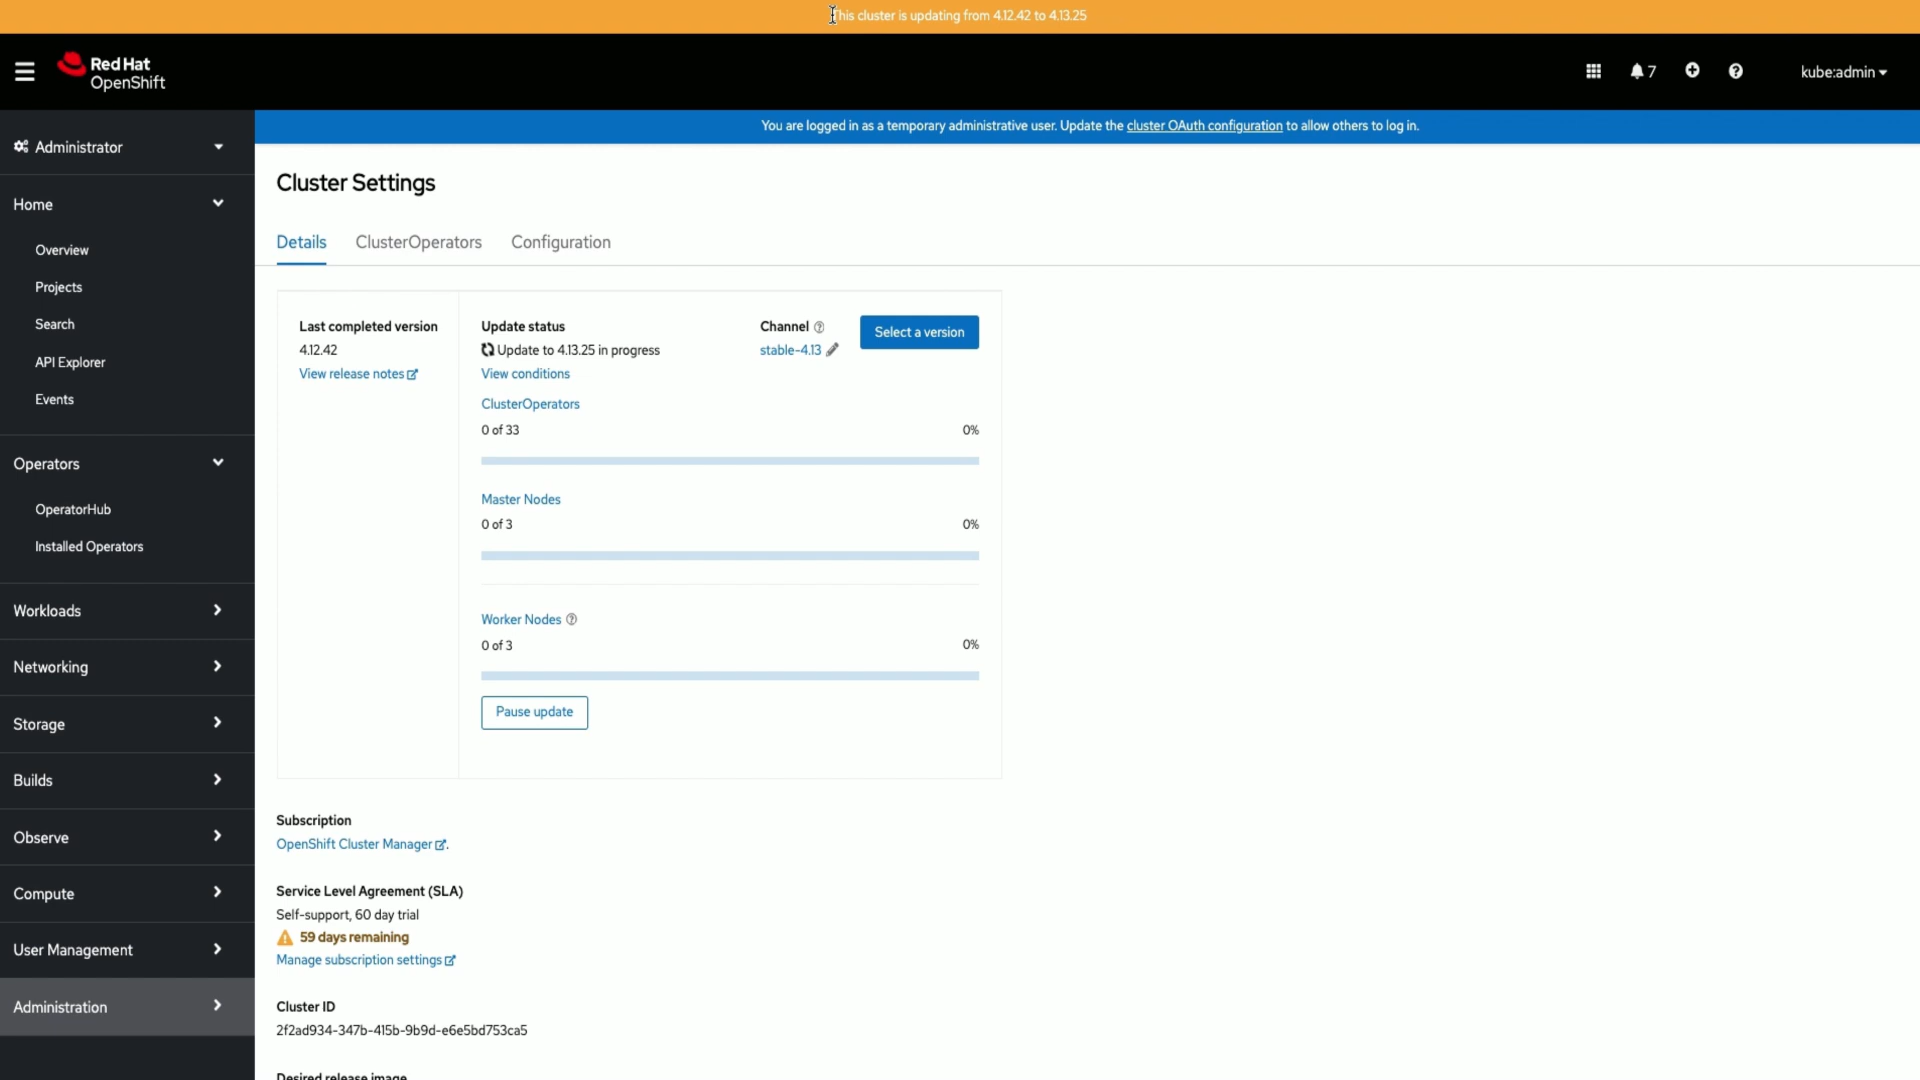 This cluster is updating from 4.12.42 to 4.13.25
Red Hat
OpenShift
7
kube:admin
You are logged in as a temporary administrative user. Update the cluster OAuth configuration to allow others to log in.
Administrator
Home
Overview
Projects
Search
API Explorer
Events
Operators
OperatorHub
Installed Operators
Workloads
Networking
Storage
Builds
Observe
Compute
User Management
Administration
Cluster Settings
Details
ClusterOperators
Configuration
Last completed version
4.12.42
View release notes
Update status
Update to 4.13.25 in progress
View conditions
Channel
stable-4.13
Select a version
ClusterOperators
0 of 33
0%
Master Nodes
0 of 3
0%
Worker Nodes
0 of 3
0%
Pause update
Subscription
OpenShift Cluster Manager.
Service Level Agreement (SLA)
Self-support, 60 day trial
59 days remaining
Manage subscription settings
Cluster ID
2f2ad934-347b-415b-9b9d-e6e5bd753ca5
Desired release image